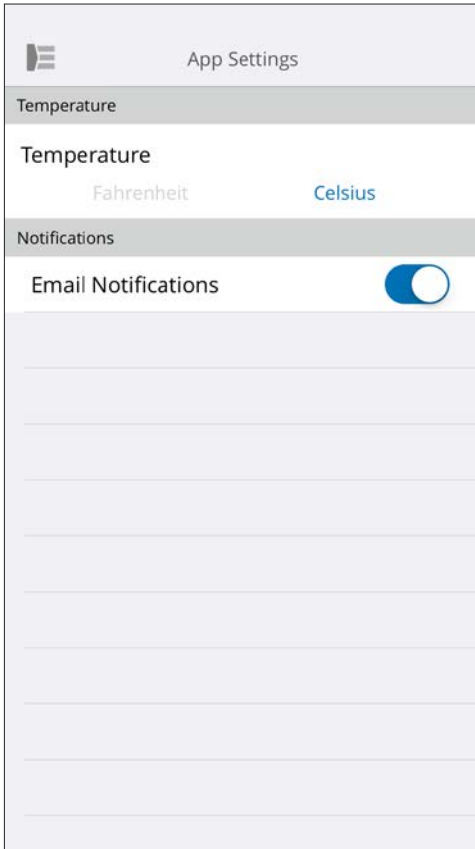 App Settings
Temperature
Temperature
Fahrenheit Celsius
Notifications
Email Notifications